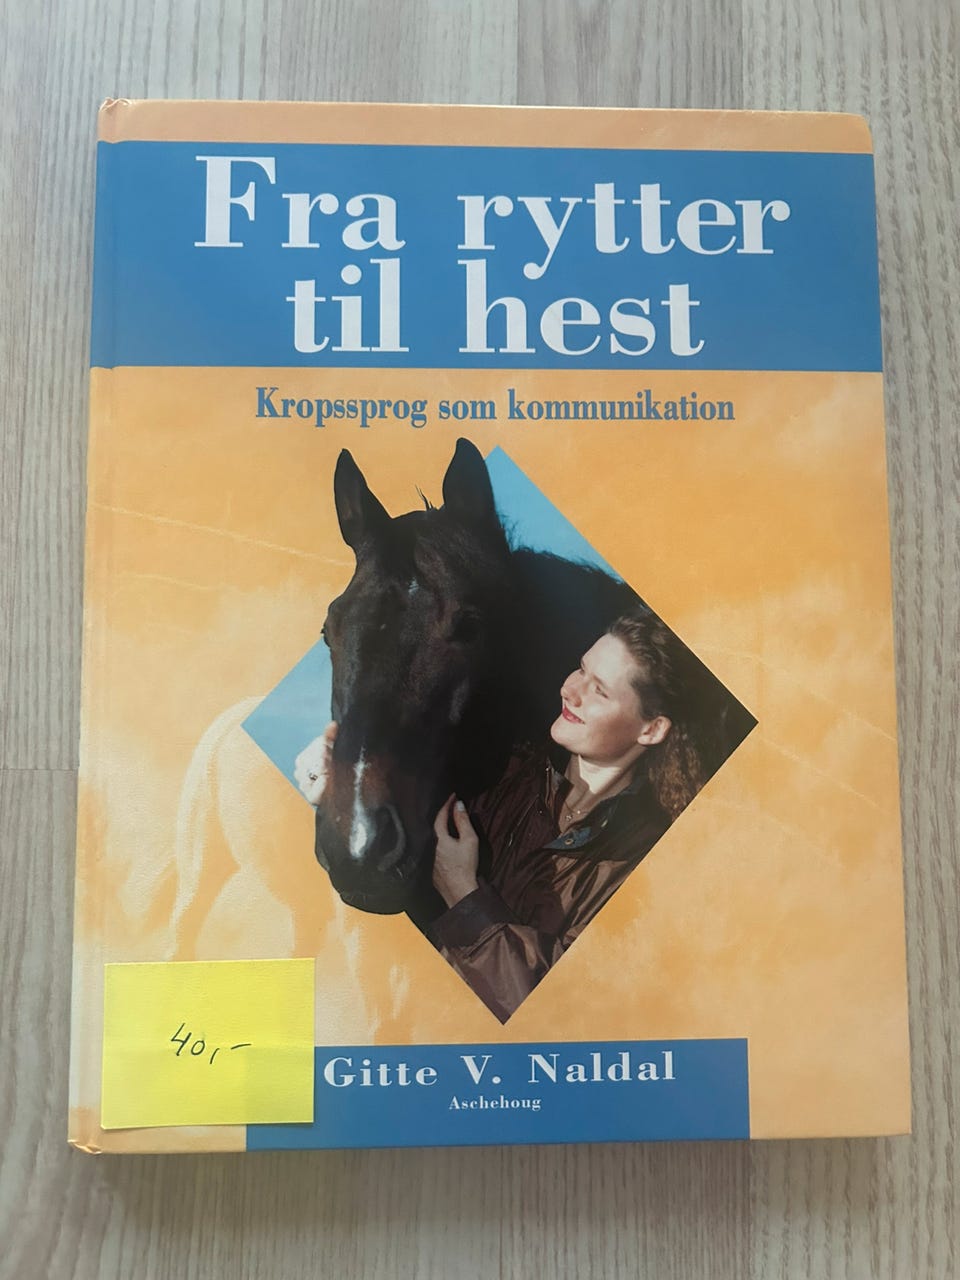 Fra rytter
til hest
Kropssprog som kommunikation
40,-
Gitte V. Naldal
Aschehoug